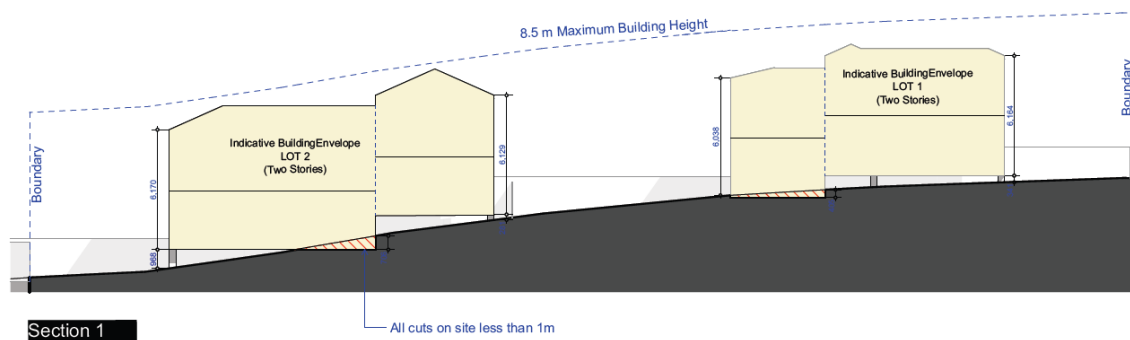 8.5 m Maximum Building Height
Boundary
Indicative BuildingEnvelope
LOT 2
(Two Stories)
6,170
6,129
Indicative BuildingEnvelope
LOT 1
(Two Stories)
6,038
6,164
Boundary
All cuts on site less than 1m
Section 1